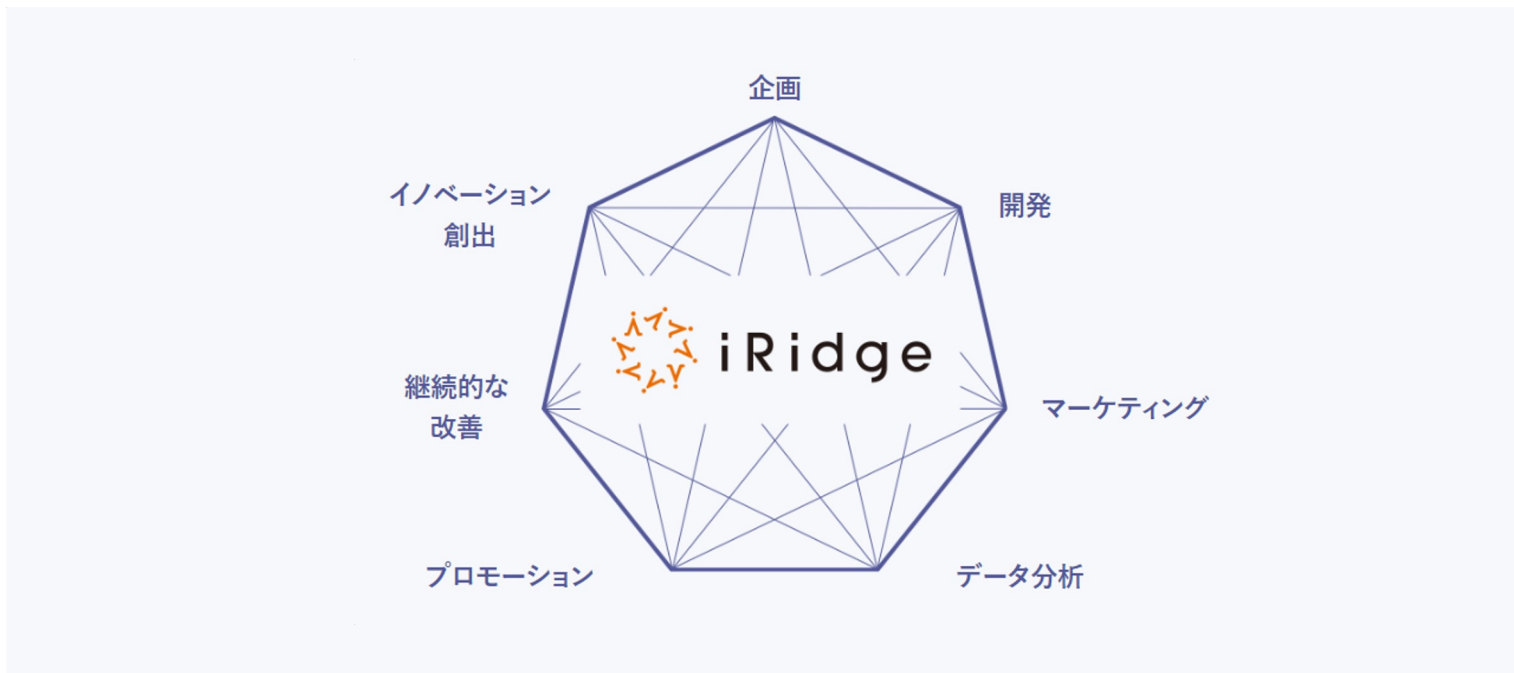 企画
イノベーション
創出
開発
iRidge
継続的な
改善
マーケティング
プロモーション
データ分析